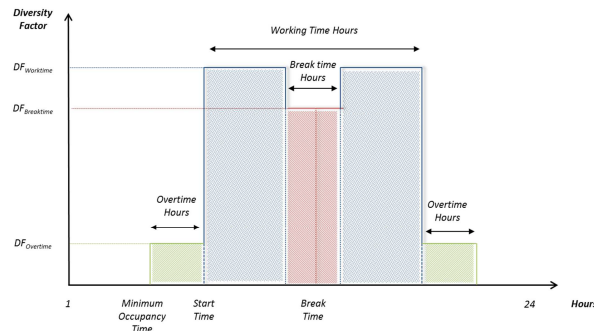 Diversity
Factor
Working Time Hours
Break time
Hours
DF Worktime
DF Breaktime
Overtime
Hours
Overtime
Hours
DF Overtime
1
Minimum
Occupancy
Time
Start
Time
Break
Time
24
Hour